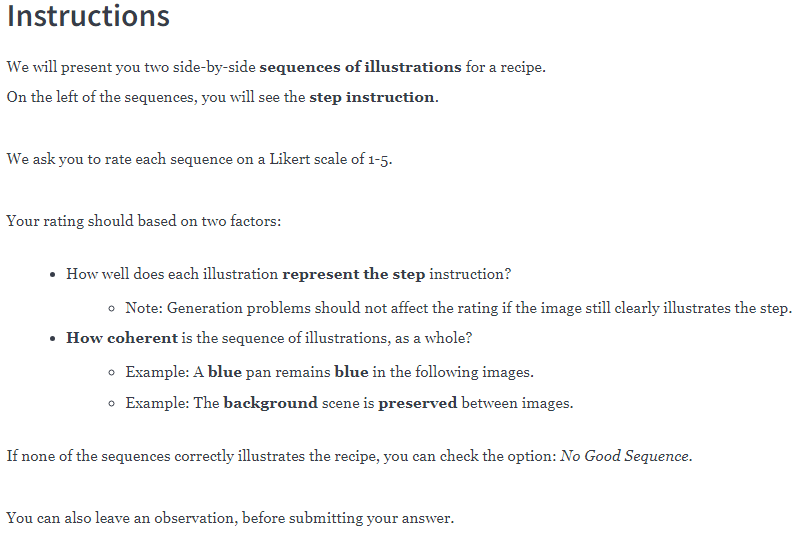 Instructions
We will present you two side-by-side sequences of illustrations for a recipe.
On the left of the sequences, you will see the step instruction.
We ask you to rate each sequence on a Likert scale of 1-5.
Your rating should based on two factors:
• How well does each illustration represent the step instruction?
◦ Note: Generation problems should not affect the rating if the image still clearly illustrates the step.
• How coherent is the sequence of illustrations, as a whole?
◦ Example: A blue pan remains blue in the following images.
◦ Example: The background scene is preserved between images.
If none of the sequences correctly illustrates the recipe, you can check the option: No Good Sequence.
You can also leave an observation, before submitting your answer.